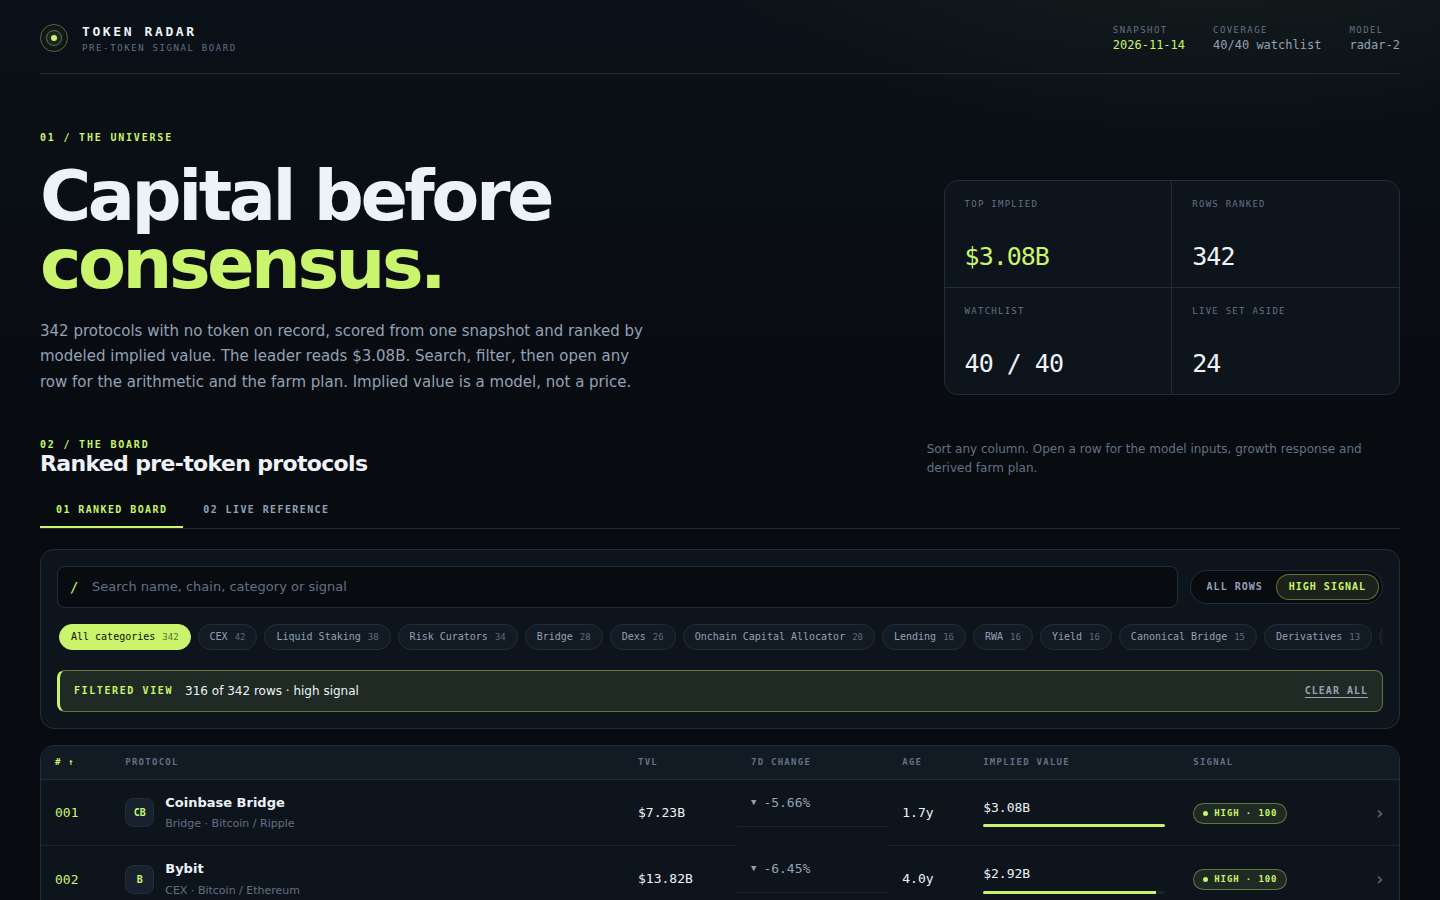 TOKEN RADAR
PRE-TOKEN SIGNAL BOARD
SNAPSHOT
2026-11-14
COVERAGE
40/40 watchlist
MODEL
radar-2
01 / THE UNIVERSE
Capital before
consensus.
342 protocols with no token on record, scored from one snapshot and ranked by
modeled implied value. The leader reads $3.08B. Search, filter, then open any
row for the arithmetic and the farm plan. Implied value is a model, not a price.
TOP IMPLIED
$3.08B
ROWS RANKED
342
WATCHLIST
40 / 40
LIVE SET ASIDE
24
02 / THE BOARD
Ranked pre-token protocols
Sort any column. Open a row for the model inputs, growth response and
derived farm plan.
01 RANKED BOARD
02 LIVE REFERENCE
/ Search name, chain, category or signal
ALL ROWS
HIGH SIGNAL
All categories 342
CEX 42
Liquid Staking 38
Risk Curators 34
Bridge 28
Dexs 26
Onchain Capital Allocator 20
Lending 16
RWA 16
Yield 16
Canonical Bridge 15
Derivatives 13
FILTERED VIEW 316 of 342 rows · high signal
CLEAR ALL
# ↑ PROTOCOL TVL 7D CHANGE AGE IMPLIED VALUE SIGNAL
001 CB Coinbase Bridge $7.23B ▼ -5.66% 1.7y $3.08B HIGH · 100 ›
Bridge · Bitcoin / Ripple
002 B Bybit $13.82B ▼ -6.45% 4.0y $2.92B HIGH · 100 ›
CEX · Bitcoin / Ethereum